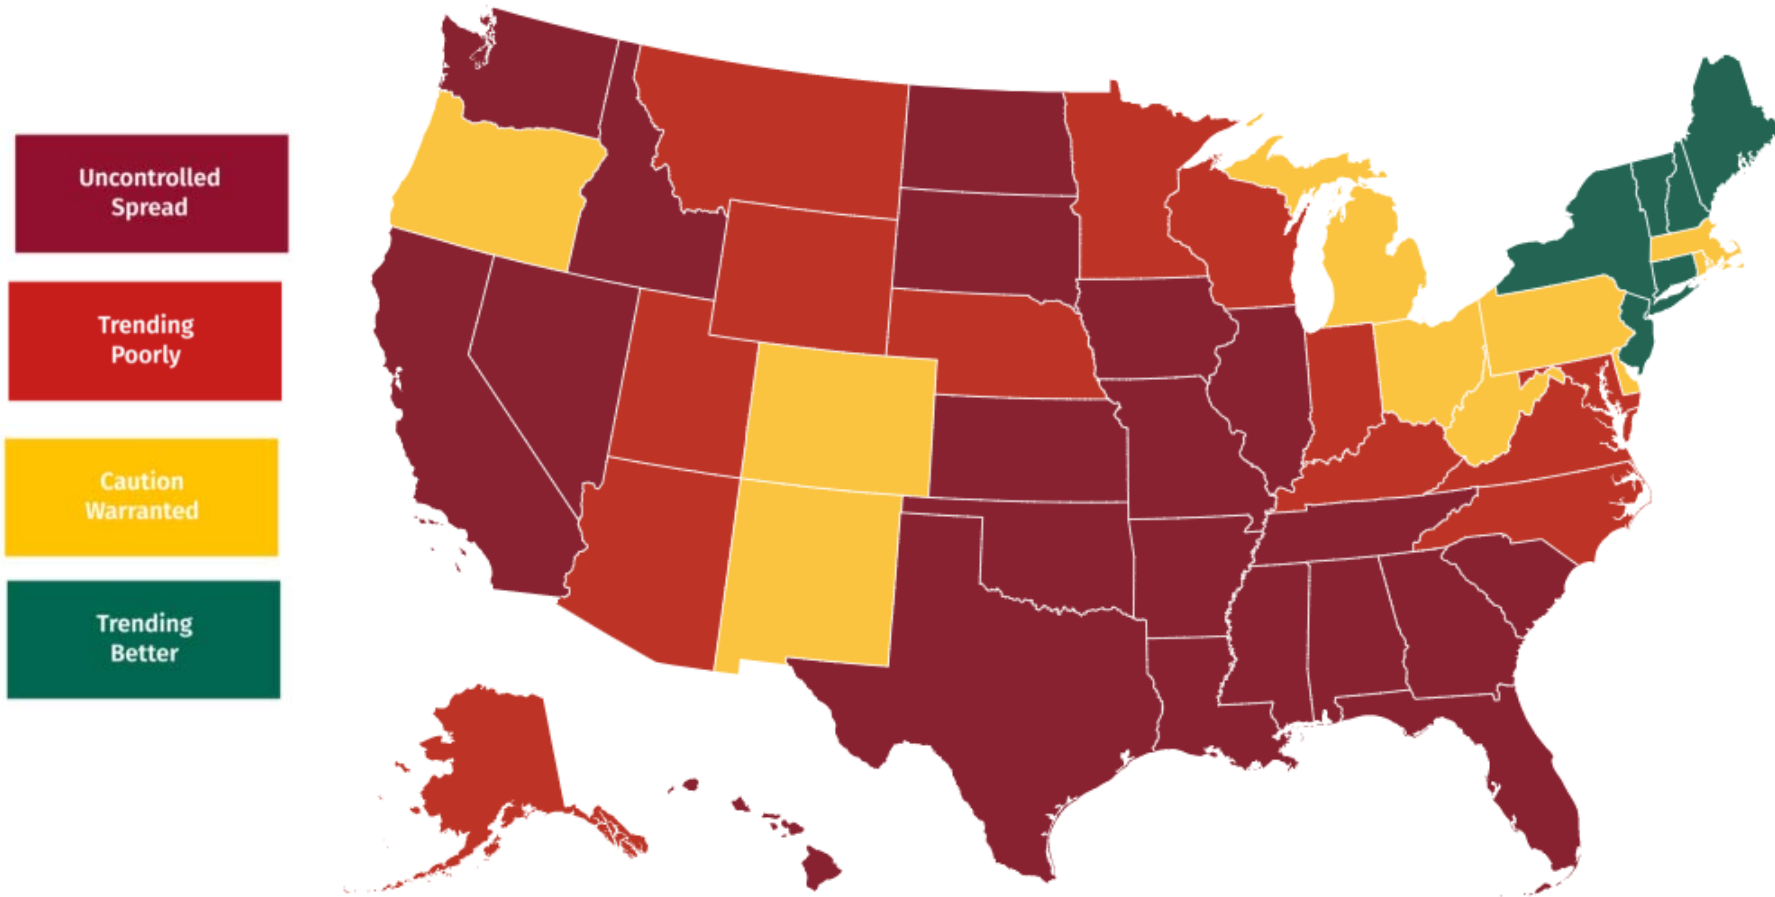 Uncontrolled
Spread
Trending
Poorly
Caution
Warranted
Trending
Better